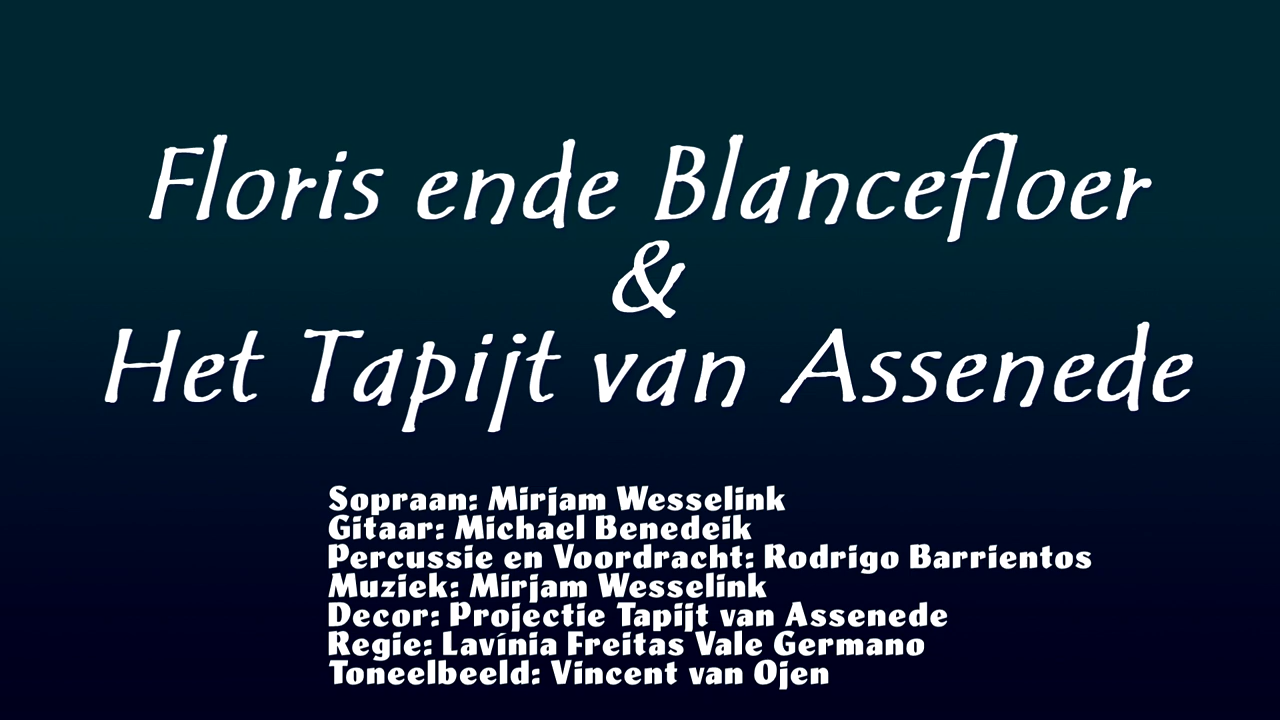 Floris ende Blancefloer
&
Het Tapijt van Assenede
Sopraan: Mirjam Wesselink
Gitaar: Michael Benedeik
Percussie en Voordracht: Rodrigo Barrientos
Muziek: Mirjam Wesselink
Decor: Projectie Tapijt van Assenede
Regie: Lavínia Freitas Vale Germano
Toneelbeeld: Vincent van Ojen